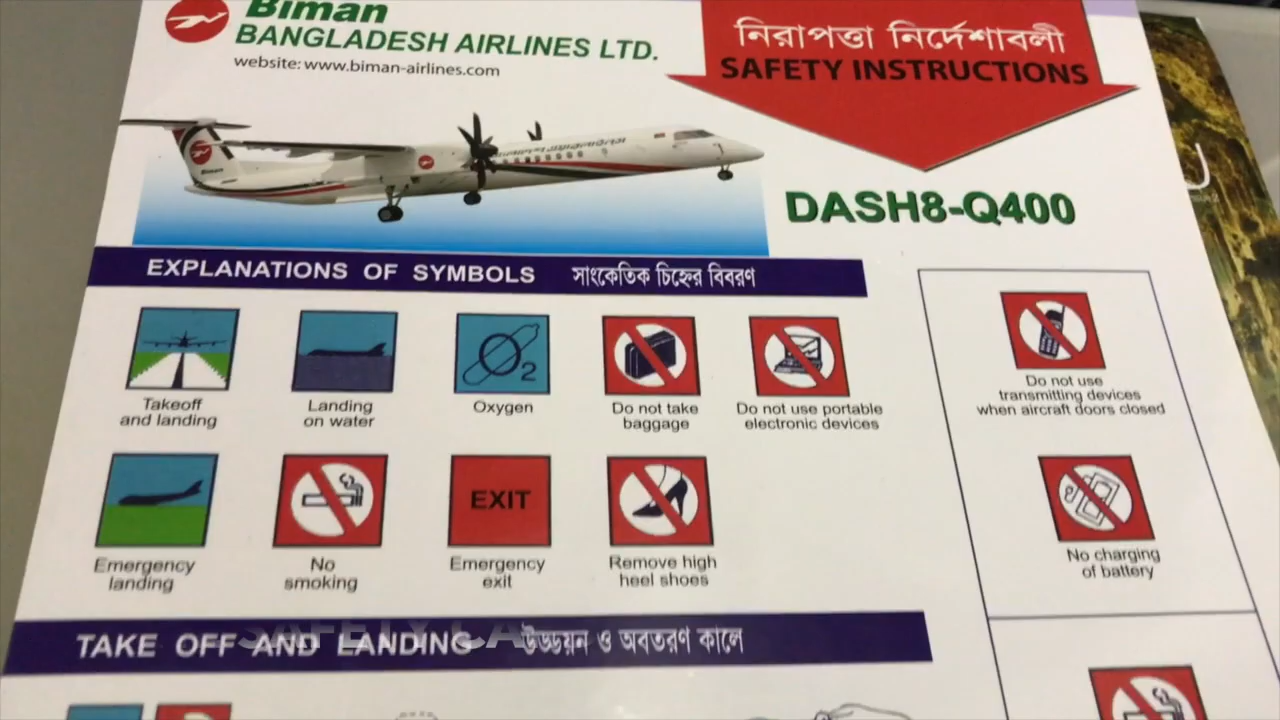 Biman
BANGLADESH AIRLINES LTD.
website: www.biman-airlines.com
নিরাপত্তা নির্দেশাবলী
SAFETY INSTRUCTIONS
Biman
DASH8-Q400
EXPLANATIONS OF SYMBOLS সাংকেতিক চিহ্নের বিবরণ
Takeoff
and landing
Landing
on water
O2
Oxygen
Do not take
baggage
Do not use portable
electronic devices
Do not use
transmitting devices
when aircraft doors closed
Emergency
landing
No
smoking
EXIT
Emergency
exit
Remove high
heel shoes
No charging
of battery
TAKE OFF AND LANDING উড্ডয়ন ও অবতরণ কালে
SAFETY CA